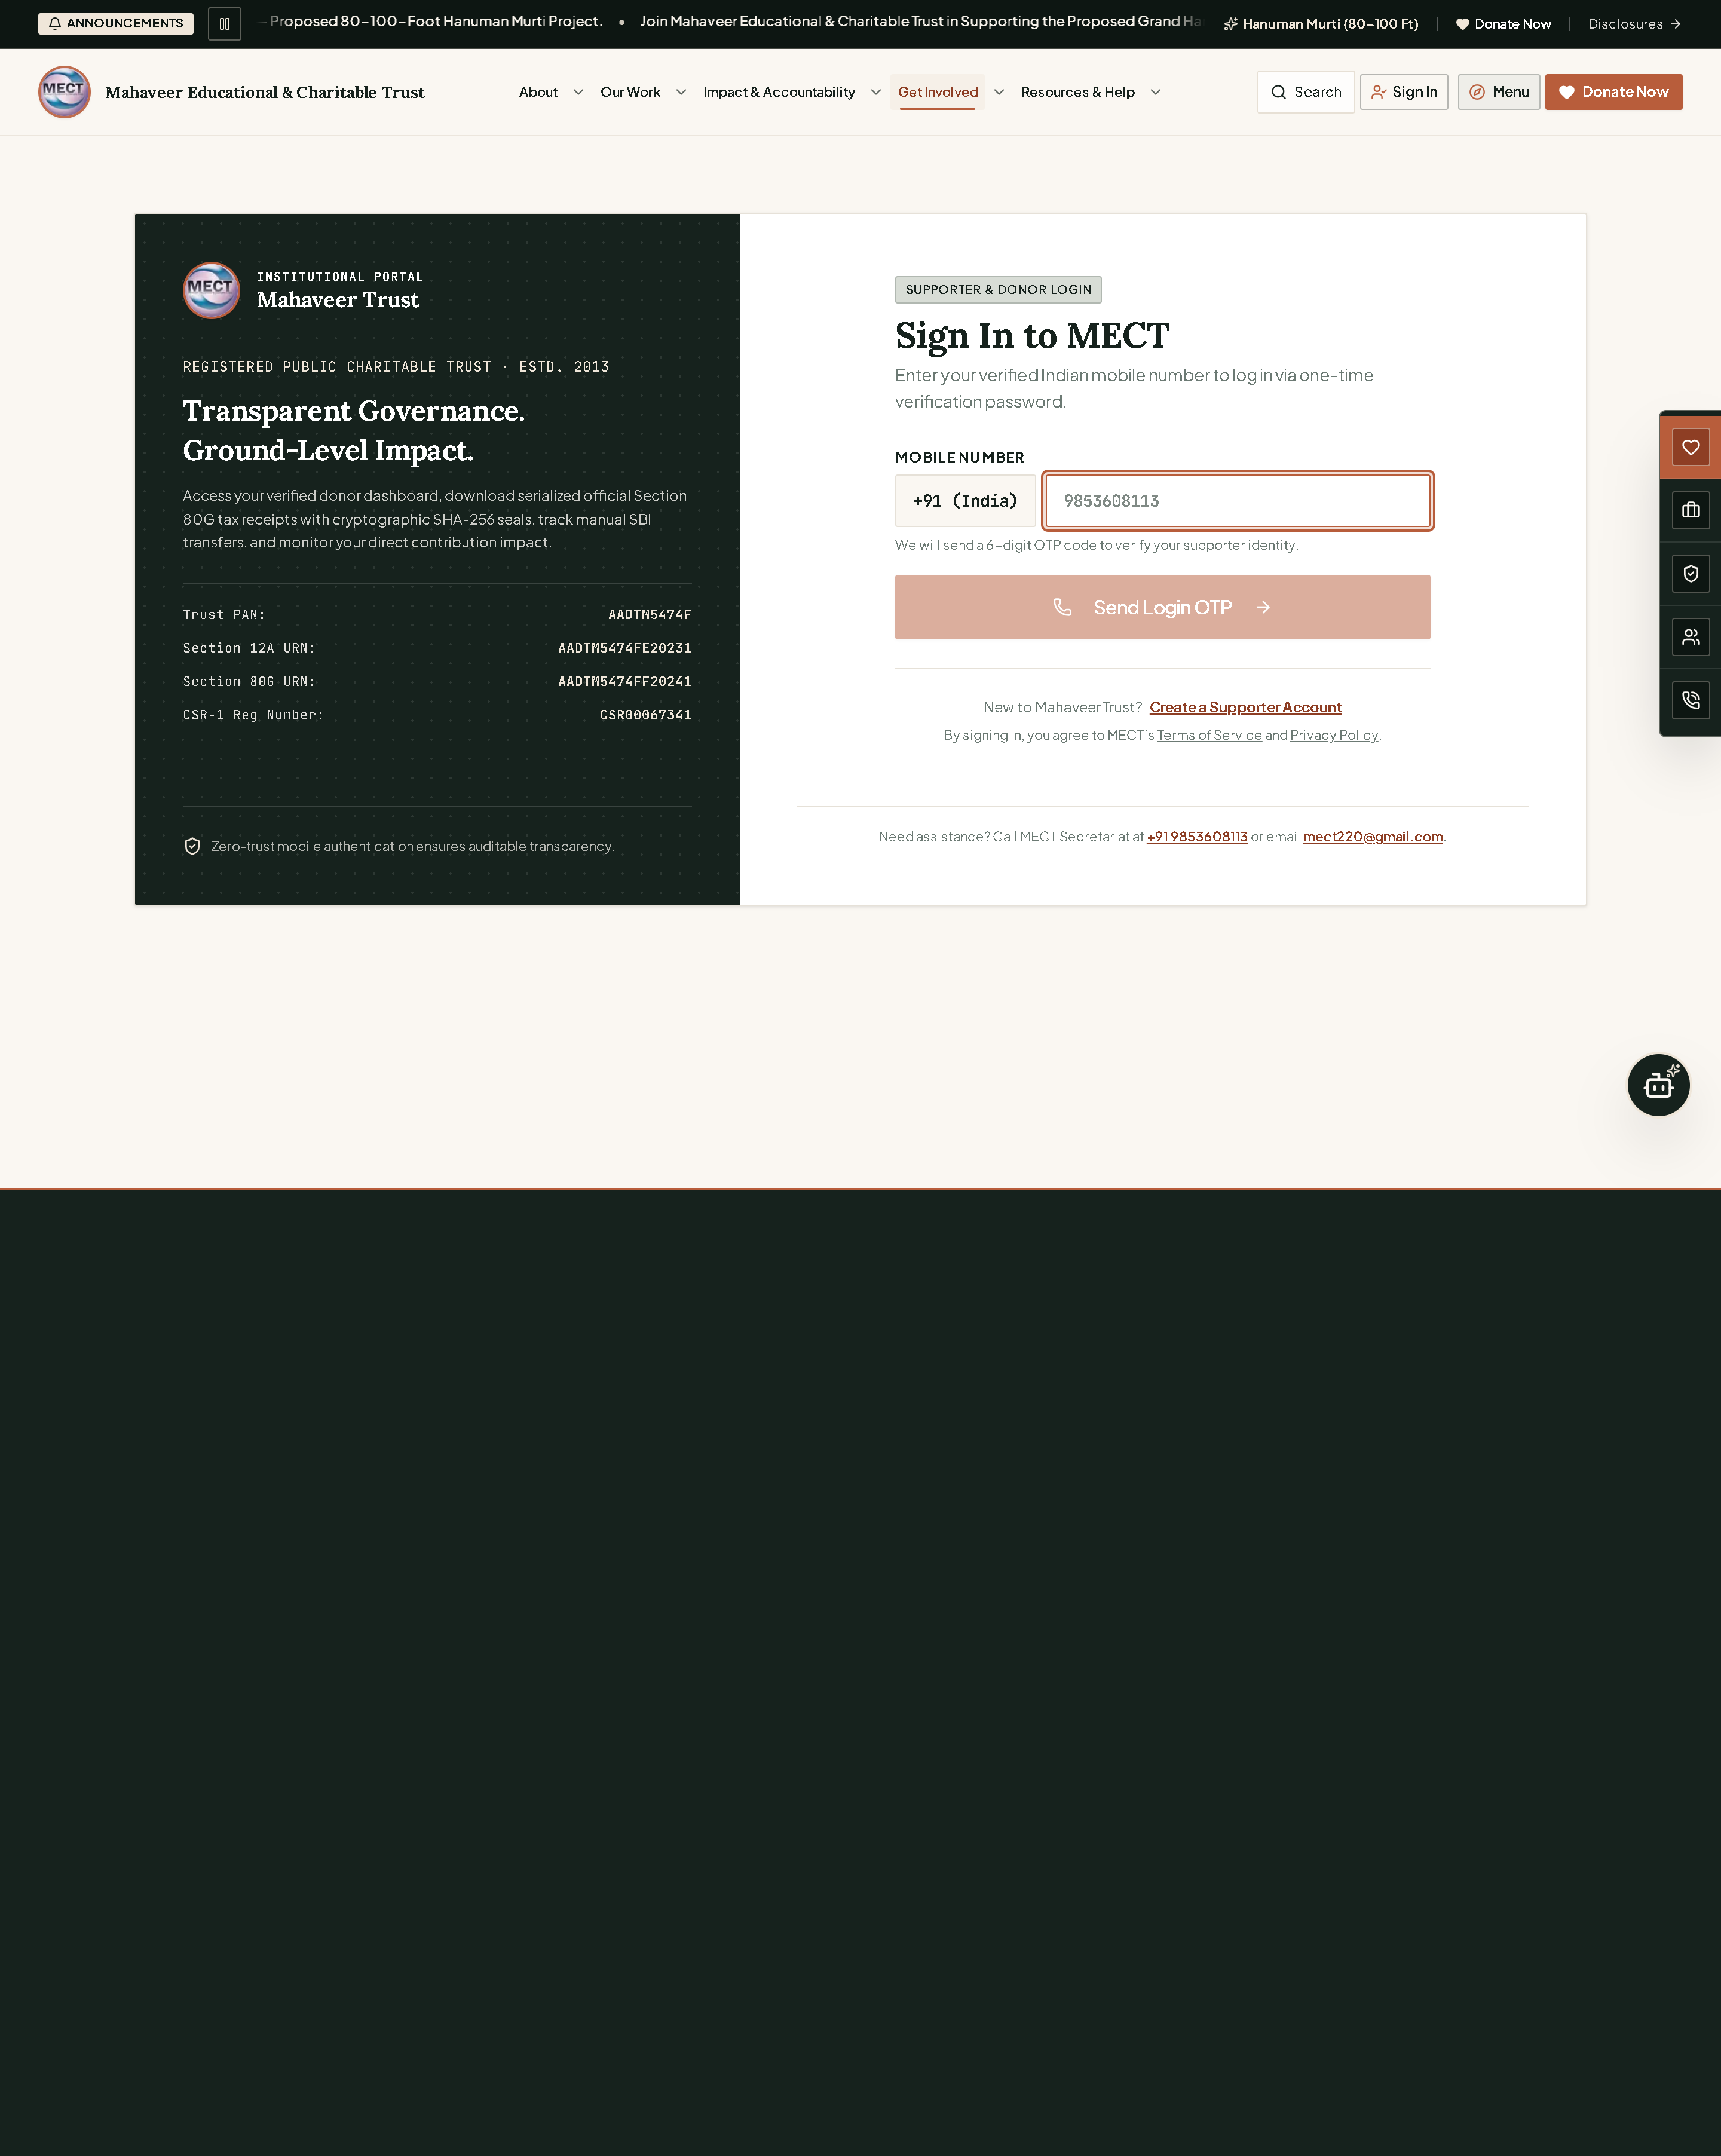 ANNOUNCEMENTS
Proposed 80–100-Foot Hanuman Murti Project. • Join Mahaveer Educational & Charitable Trust in Supporting the Proposed Grand
Hanuman Murti (80–100 Ft)
Donate Now
Disclosures →
MECT
Mahaveer Educational & Charitable Trust
About
Our Work
Impact & Accountability
Get Involved
Resources & Help
Search
Sign In
Menu
Donate Now
MECT
INSTITUTIONAL PORTAL
Mahaveer Trust
REGISTERED PUBLIC CHARITABLE TRUST · ESTD. 2013
Transparent Governance.
Ground-Level Impact.
Access your verified donor dashboard, download serialized official Section
80G tax receipts with cryptographic SHA-256 seals, track manual SBI
transfers, and monitor your direct contribution impact.
Trust PAN: AADTM5474F
Section 12A URN: AADTM5474FE20231
Section 80G URN: AADTM5474FF20241
CSR-1 Reg Number: CSR00067341
Zero-trust mobile authentication ensures auditable transparency.
SUPPORTER & DONOR LOGIN
Sign In to MECT
Enter your verified Indian mobile number to log in via one-time
verification password.
MOBILE NUMBER
+91 (India)
9853608113
We will send a 6-digit OTP code to verify your supporter identity.
Send Login OTP →
New to Mahaveer Trust? Create a Supporter Account
By signing in, you agree to MECT's Terms of Service and Privacy Policy.
Need assistance? Call MECT Secretariat at +91 9853608113 or email mect220@gmail.com.